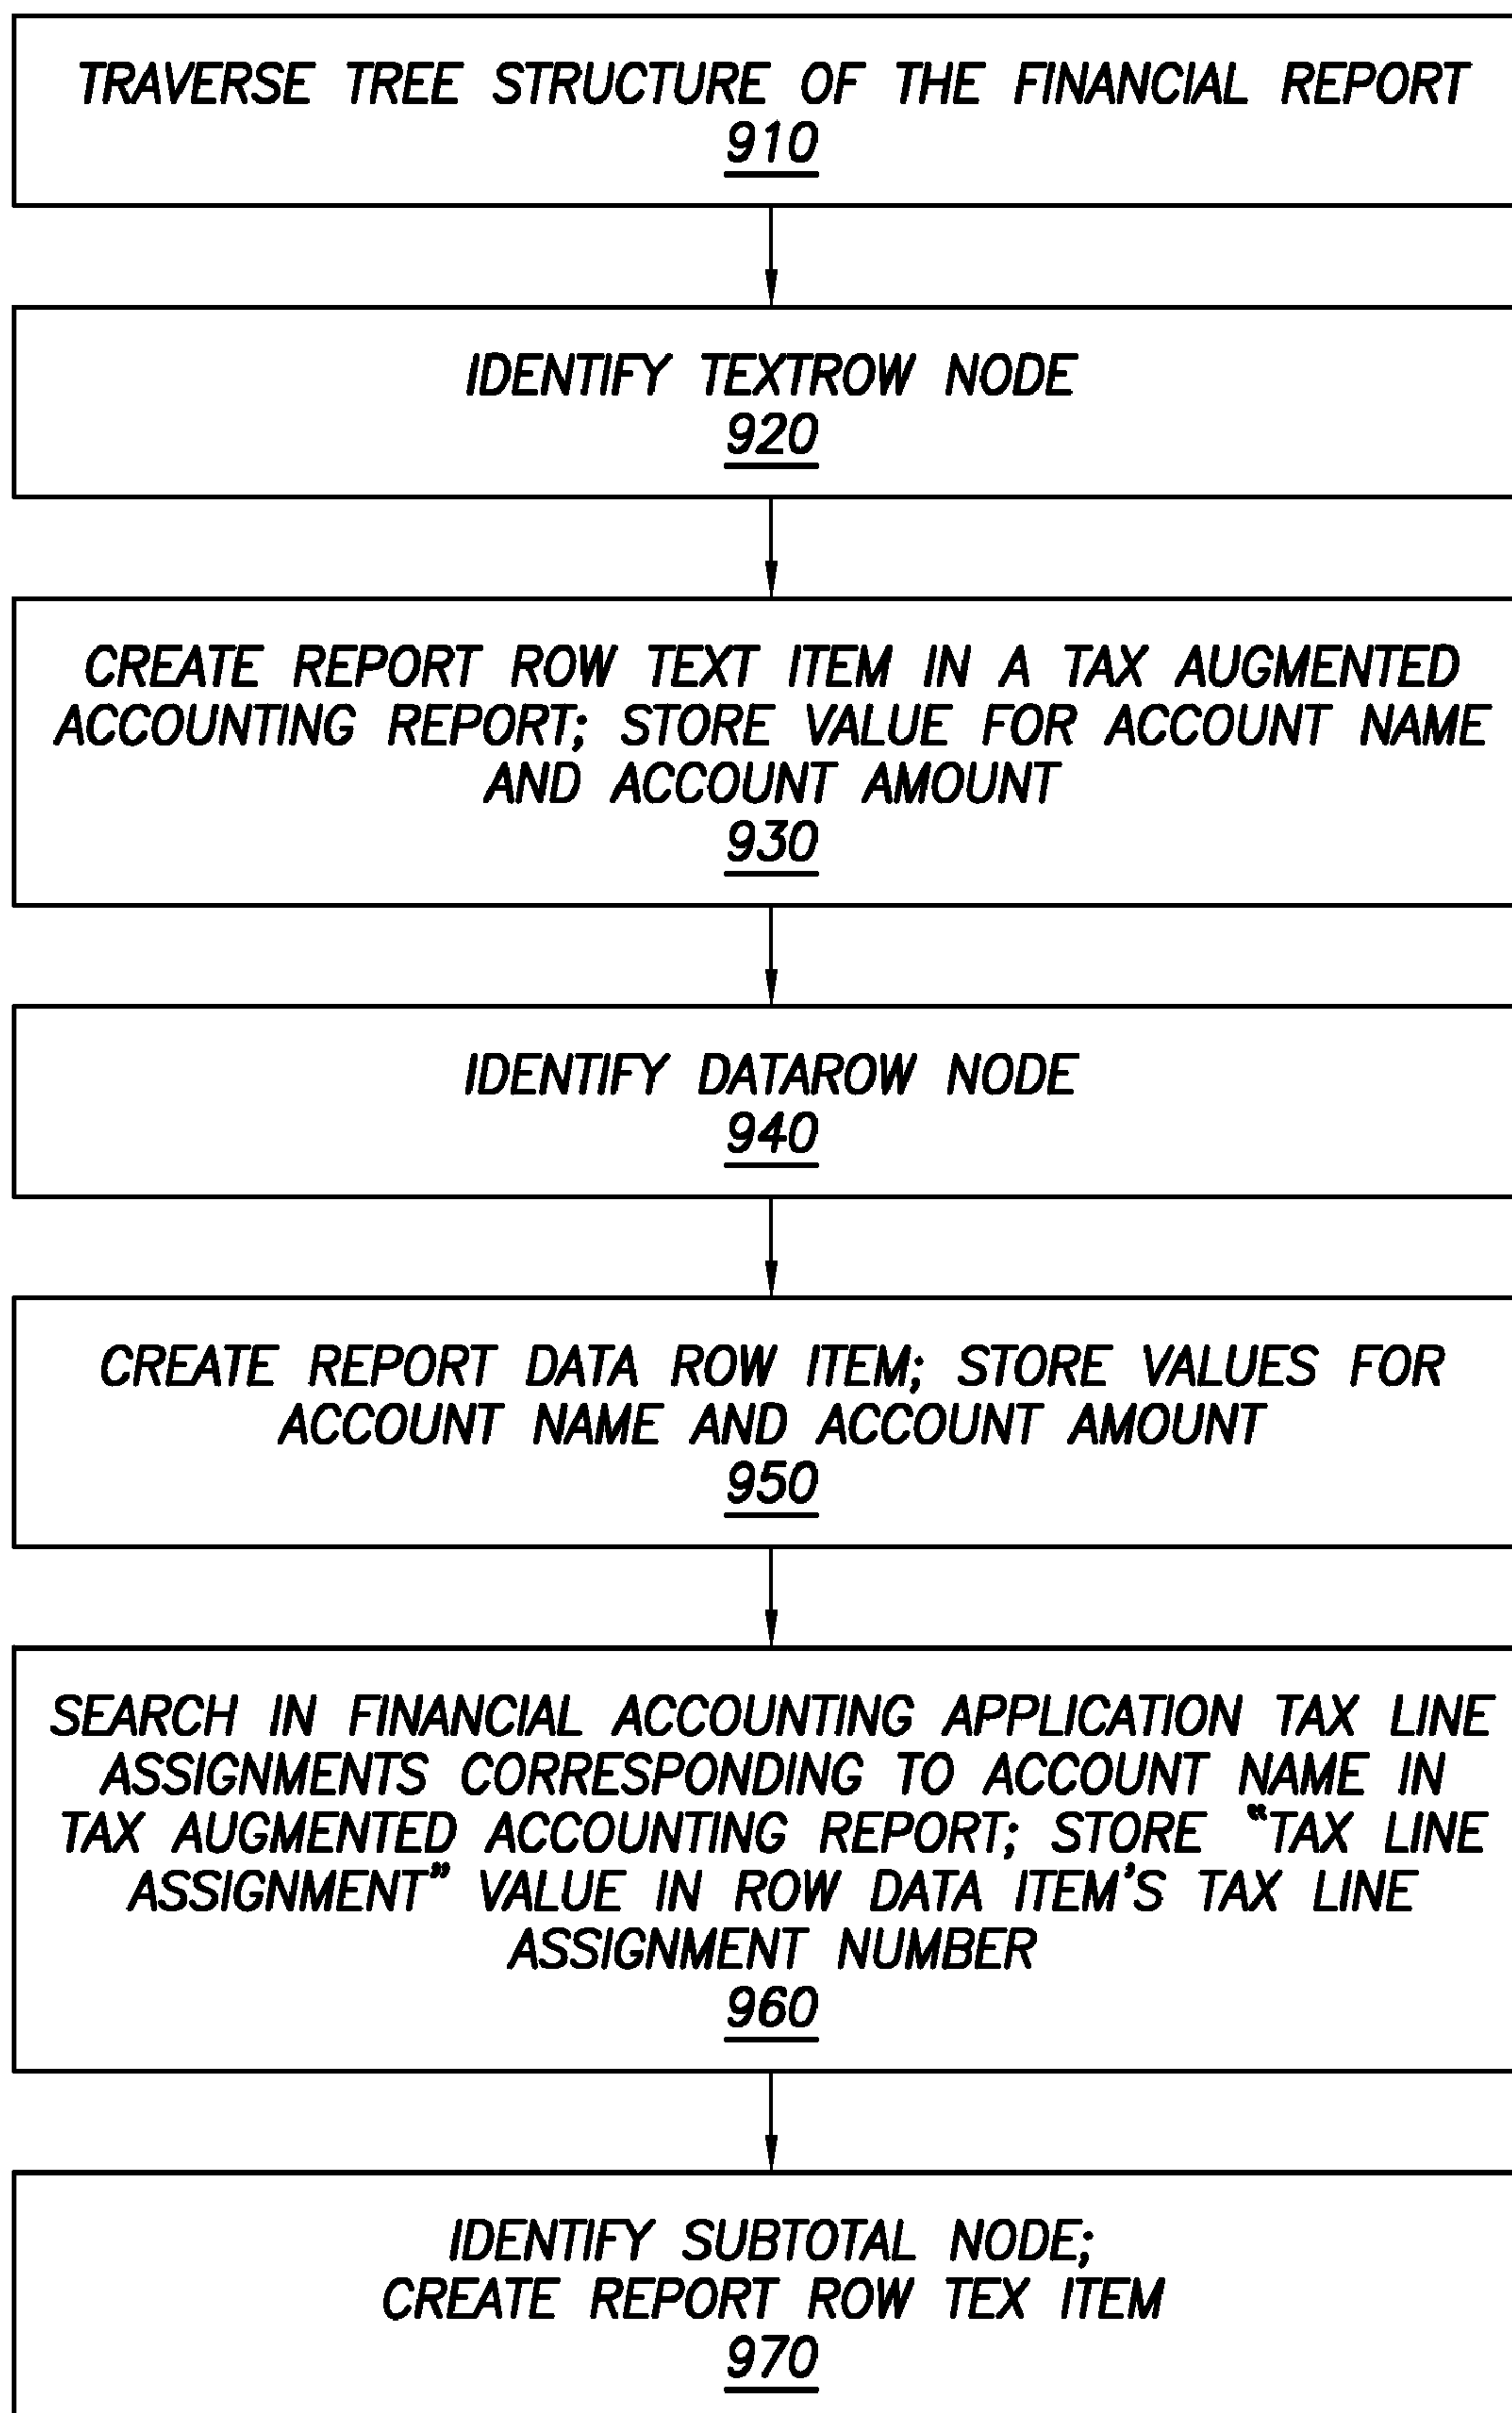 TRAVERSE TREE STRUCTURE OF THE FINANCIAL REPORT
910
IDENTIFY TEXTROW NODE
920
CREATE REPORT ROW TEXT ITEM IN A TAX AUGMENTED
ACCOUNTING REPORT; STORE VALUE FOR ACCOUNT NAME
AND ACCOUNT AMOUNT
930
IDENTIFY DATAROW NODE
940
CREATE REPORT DATA ROW ITEM; STORE VALUES FOR
ACCOUNT NAME AND ACCOUNT AMOUNT
950
SEARCH IN FINANCIAL ACCOUNTING APPLICATION TAX LINE
ASSIGNMENTS CORRESPONDING TO ACCOUNT NAME IN
TAX AUGMENTED ACCOUNTING REPORT; STORE “TAX LINE
ASSIGNMENT” VALUE IN ROW DATA ITEM'S TAX LINE
ASSIGNMENT NUMBER
960
IDENTIFY SUBTOTAL NODE;
CREATE REPORT ROW TEX ITEM
970